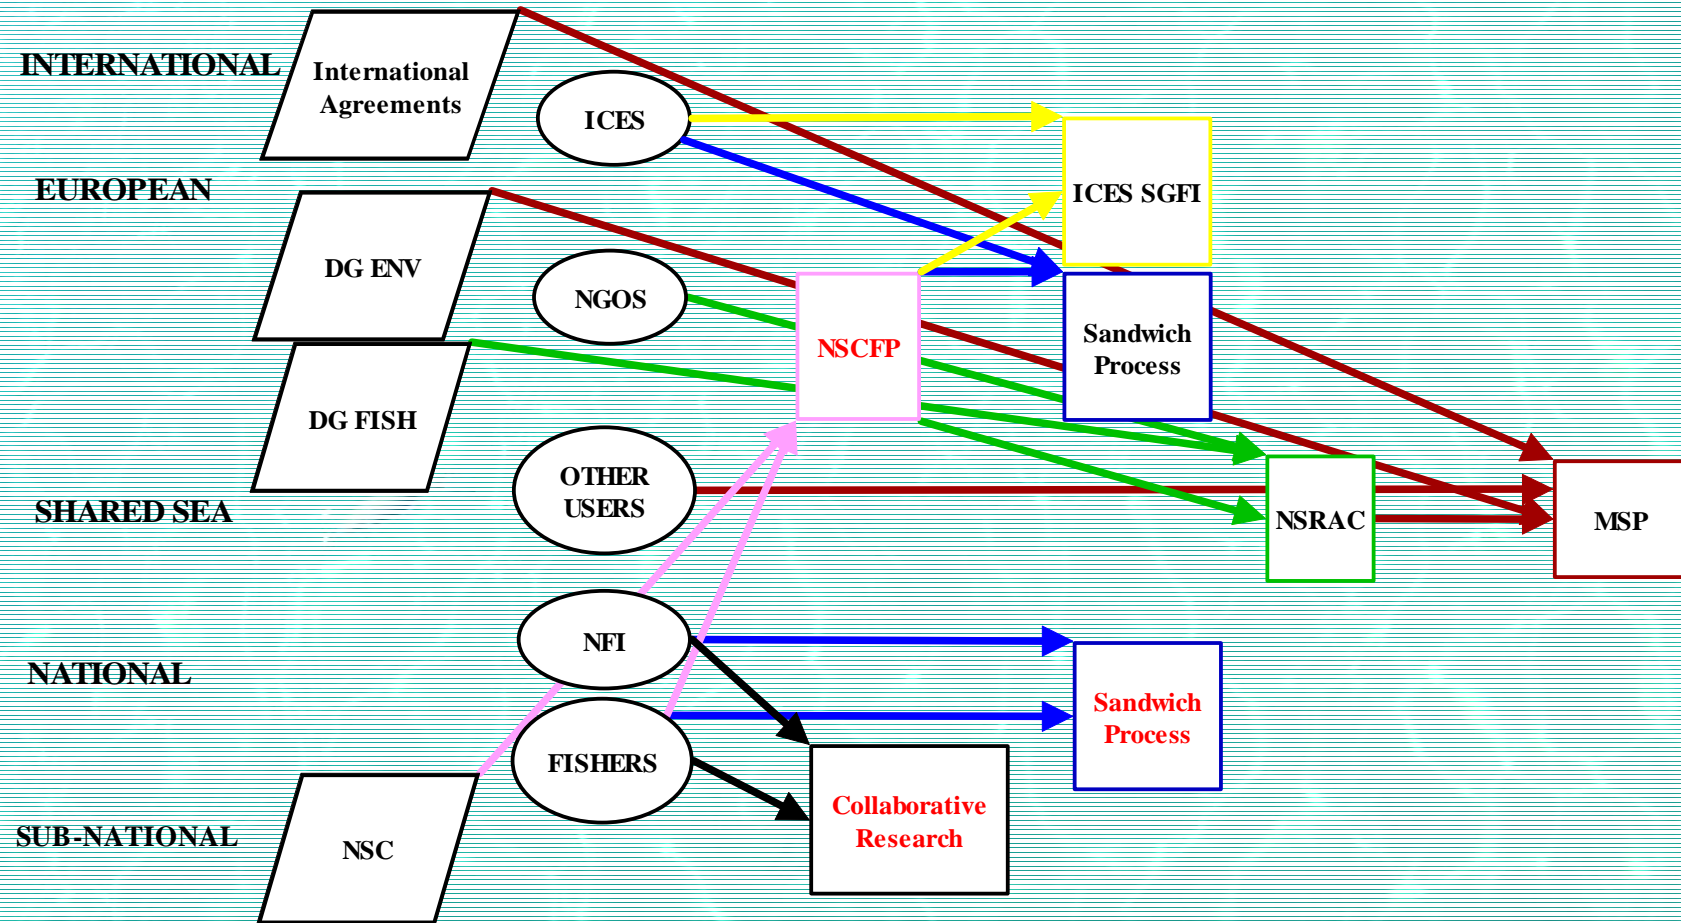 INTERNATIONAL
International
Agreements
ICES
ICES SGFI
EUROPEAN
DG ENV
NGOS
NSCFP
Sandwich
Process
DG FISH
OTHER
USERS
SHARED SEA
NSRAC
MSP
NFI
NATIONAL
Sandwich
Process
FISHERS
Collaborative
Research
SUB-NATIONAL
NSC